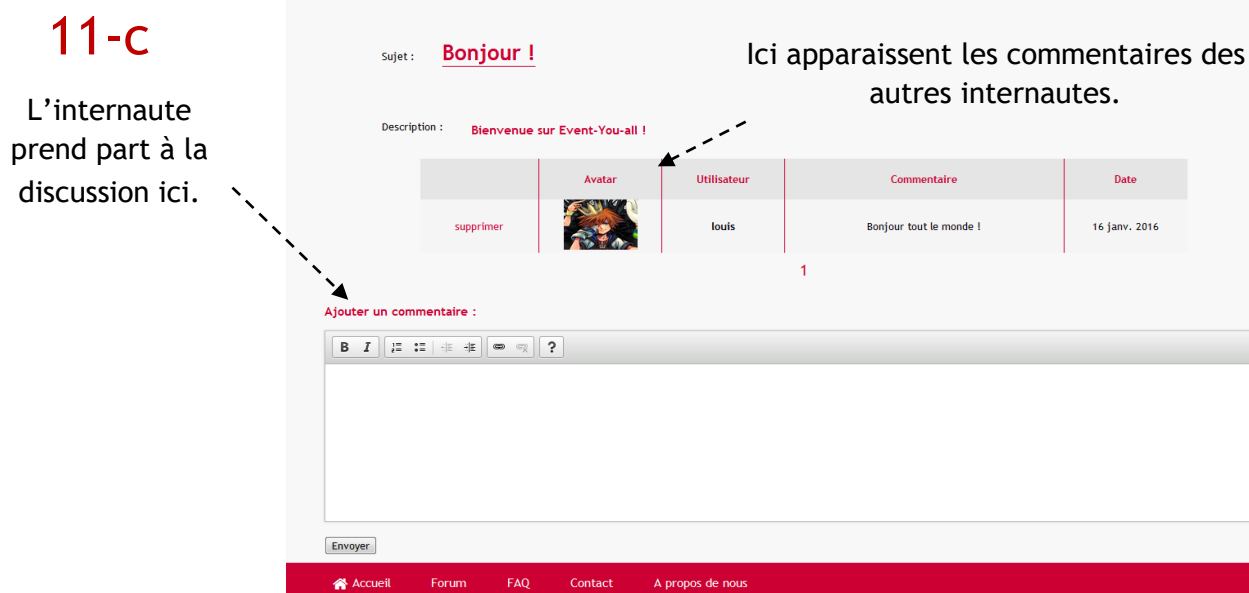 11-c
L’internaute
prend part à la
discussion ici.
Sujet : Bonjour !
Ici apparaissent les commentaires des
autres internautes.
Description : Bienvenue sur Event-You-all !
Avatar Utilisateur Commentaire Date
supprimer louis Bonjour tout le monde ! 16 janv. 2016
1
Ajouter un commentaire :
B I ?
Envoyer
Accueil Forum FAQ Contact A propos de nous